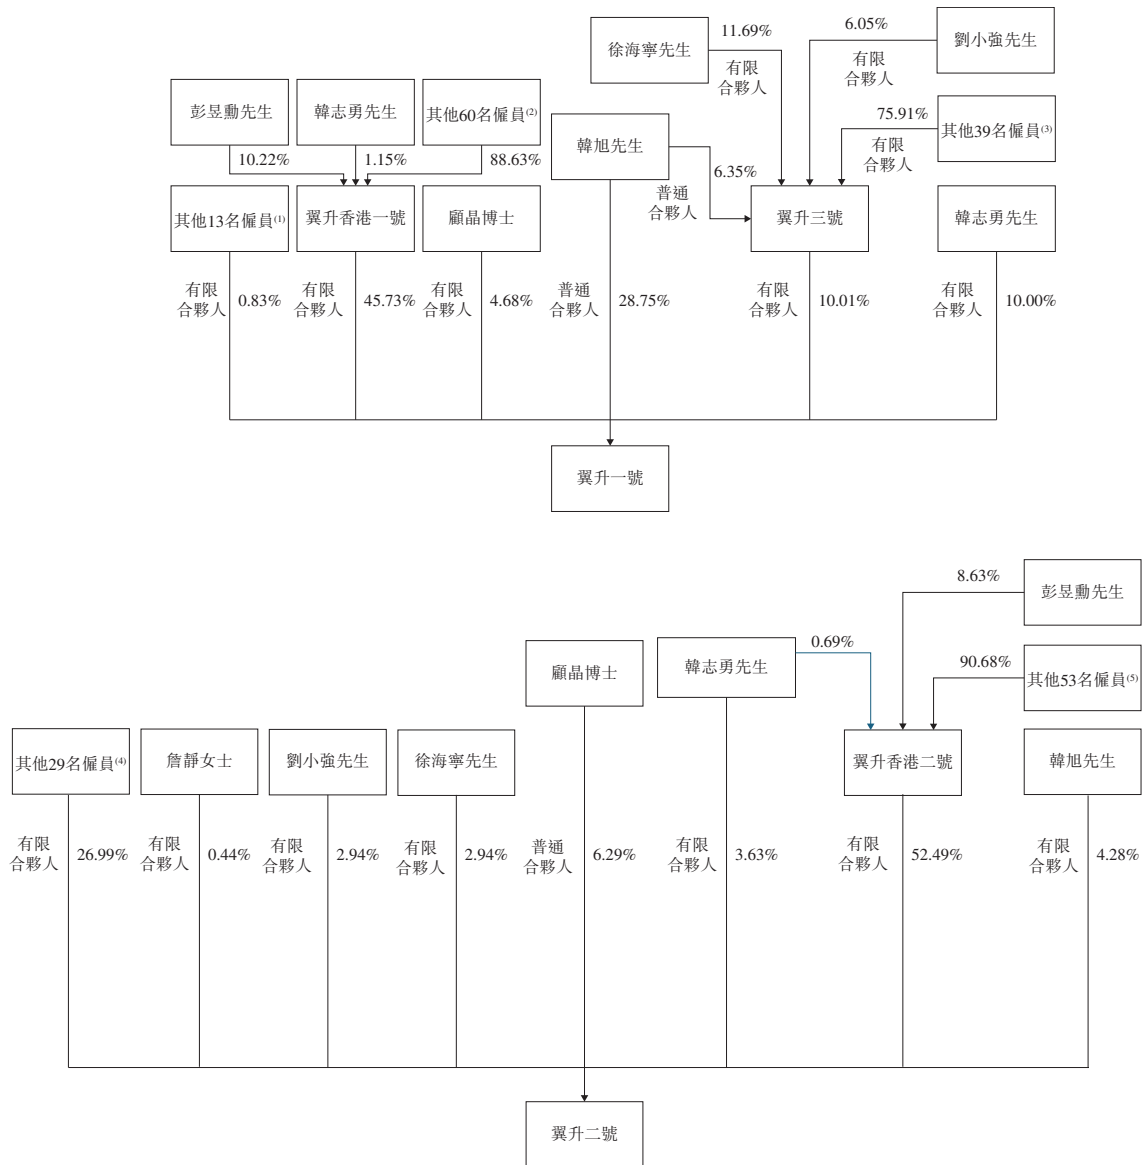 徐海寧先生
11.69%
有限
合夥人
6.05%
有限
合夥人
劉小強先生
彭昱勳先生
韓志勇先生
其他60名僱員(2)
10.22%
1.15%
88.63%
韓旭先生
6.35%
普通
合夥人
75.91%
有限
合夥人
其他39名僱員(3)
其他13名僱員(1)
翼升香港一號
顧晶博士
翼升三號
韓志勇先生
有限
合夥人
0.83%
有限
合夥人
45.73%
有限
合夥人
4.68%
普通
合夥人
28.75%
有限
合夥人
10.01%
有限
合夥人
10.00%
翼升一號
8.63%
彭昱勳先生
顧晶博士
韓志勇先生
0.69%
90.68%
其他53名僱員(5)
其他29名僱員(4)
詹靜女士
劉小強先生
徐海寧先生
翼升香港二號
韓旭先生
有限
合夥人
26.99%
有限
合夥人
0.44%
有限
合夥人
2.94%
有限
合夥人
2.94%
普通
合夥人
6.29%
有限
合夥人
3.63%
有限
合夥人
52.49%
有限
合夥人
4.28%
翼升二號